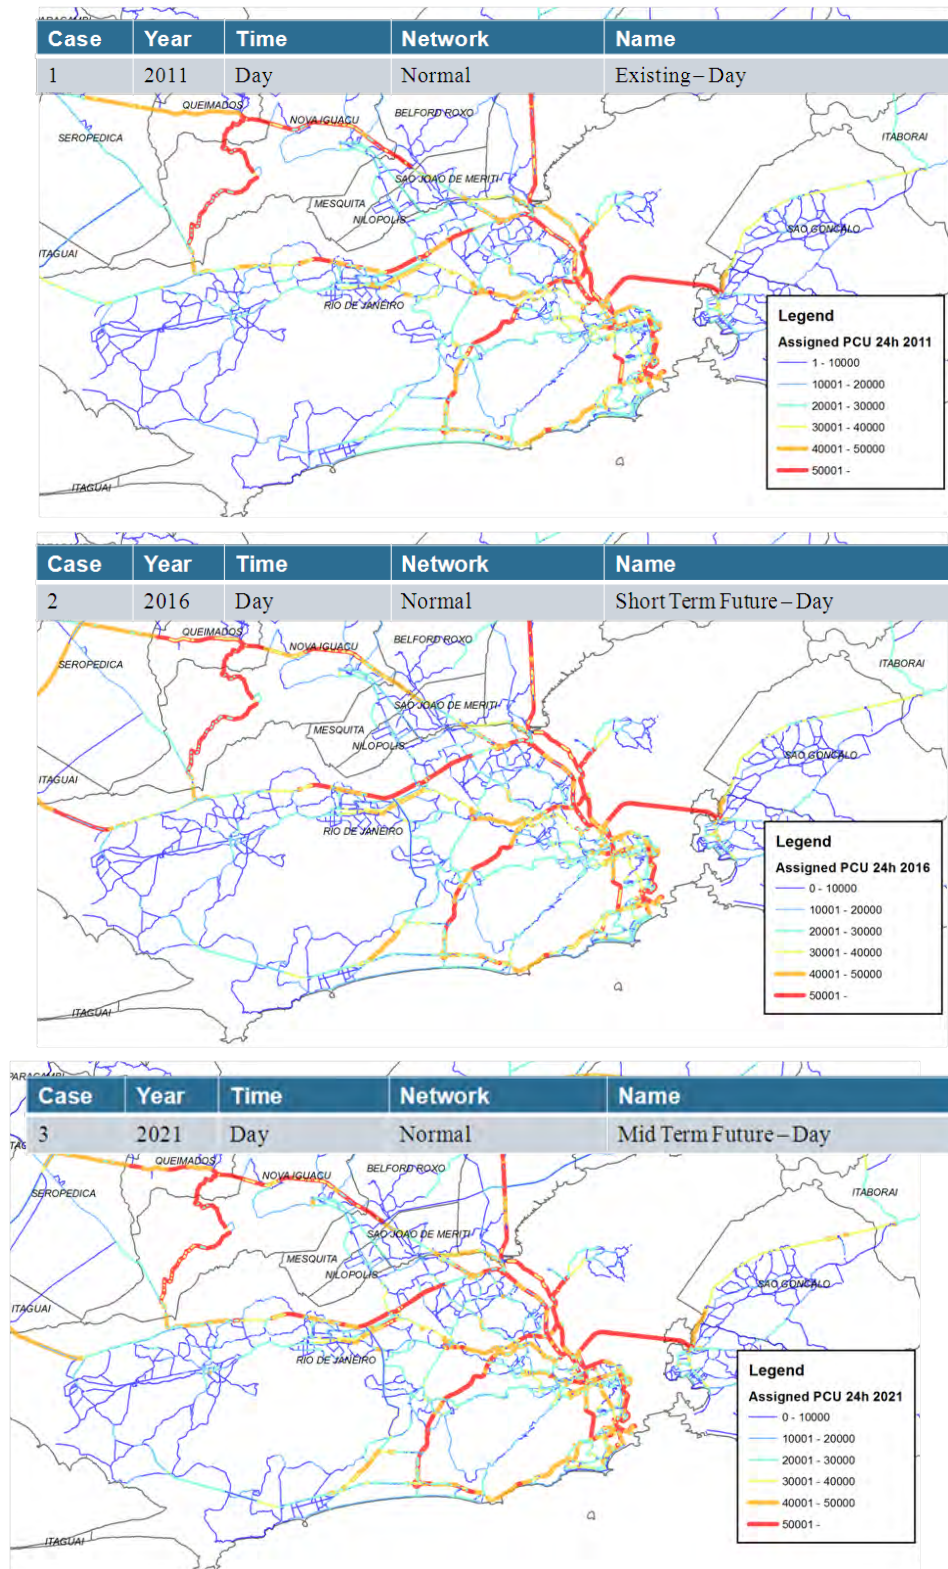 PARACAMBI
Case Year Time Network Name
1 2011 Day Normal Existing – Day
QUEIMADOS
BELFORD ROXO
NOVA IGUACU
SEROPEDICA
ITABORAI
SAO JOAO DE MERITI
MESQUITA
NILOPOLIS
SAO GONCALO
ITAGUAI
RIO DE JANEIRO
Legend
Assigned PCU 24h 2011
1 - 10000
10001 - 20000
20001 - 30000
30001 - 40000
40001 - 50000
50001 -
ITAGUAI
Case Year Time Network Name
2 2016 Day Normal Short Term Future – Day
QUEIMADOS
BELFORD ROXO
NOVA IGUACU
SEROPEDICA
ITABORAI
SAO JOAO DE MERITI
MESQUITA
NILOPOLIS
SAO GONCALO
ITAGUAI
RIO DE JANEIRO
Legend
Assigned PCU 24h 2016
0 - 10000
10001 - 20000
20001 - 30000
30001 - 40000
40001 - 50000
50001 -
ITAGUAI
PARACAMBI
Case Year Time Network Name
3 2021 Day Normal Mid Term Future – Day
QUEIMADOS
BELFORD ROXO
NOVA IGUACU
SEROPEDICA
ITABORAI
SAO JOAO DE MERITI
MESQUITA
NILOPOLIS
SAO GONCALO
ITAGUAI
RIO DE JANEIRO
Legend
Assigned PCU 24h 2021
0 - 10000
10001 - 20000
20001 - 30000
30001 - 40000
40001 - 50000
50001 -
ITAGUAI